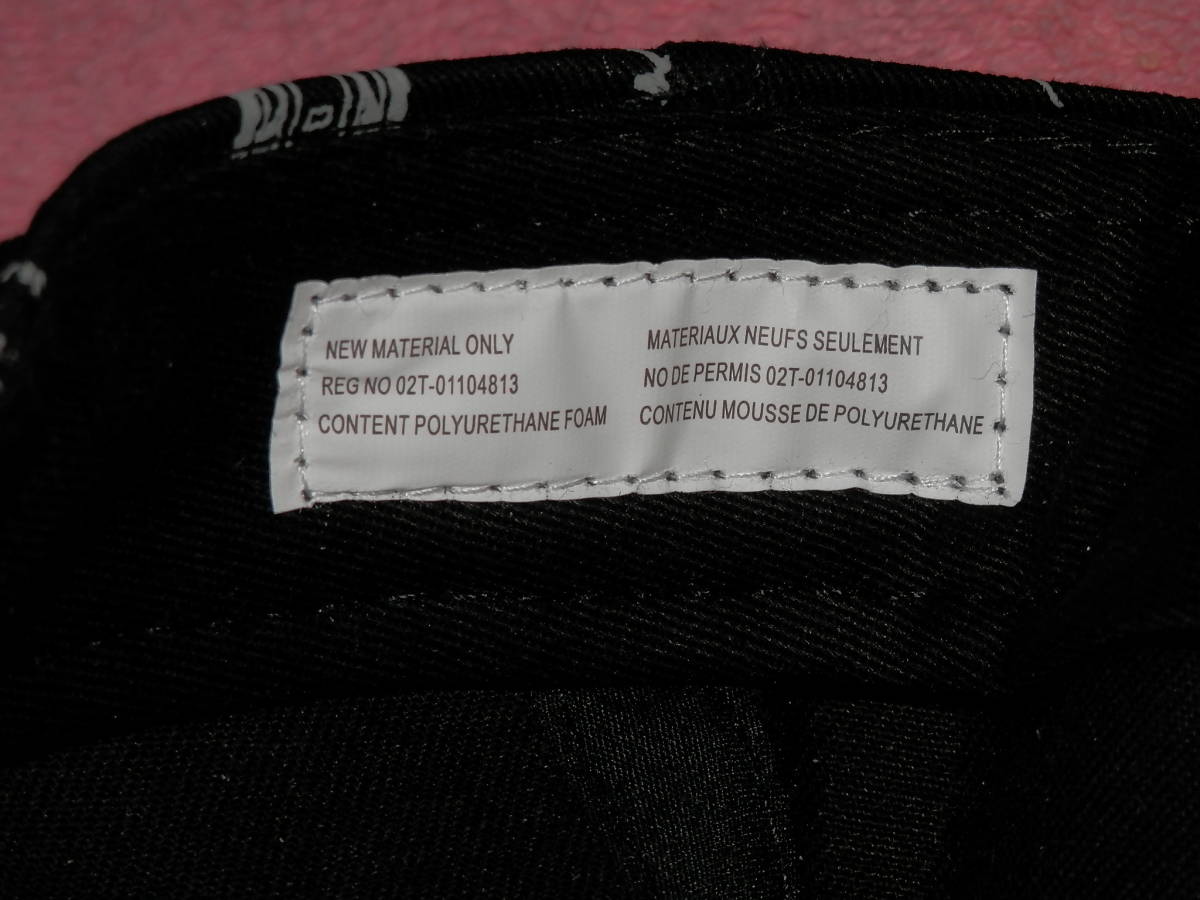 NEW MATERIAL ONLY
REG NO 02T-01104813
CONTENT POLYURETHANE FOAM
MATERIAUX NEUFS SEULEMENT
NO DE PERMIS 02T-01104813
CONTENU MOUSSE DE POLYURETHANE